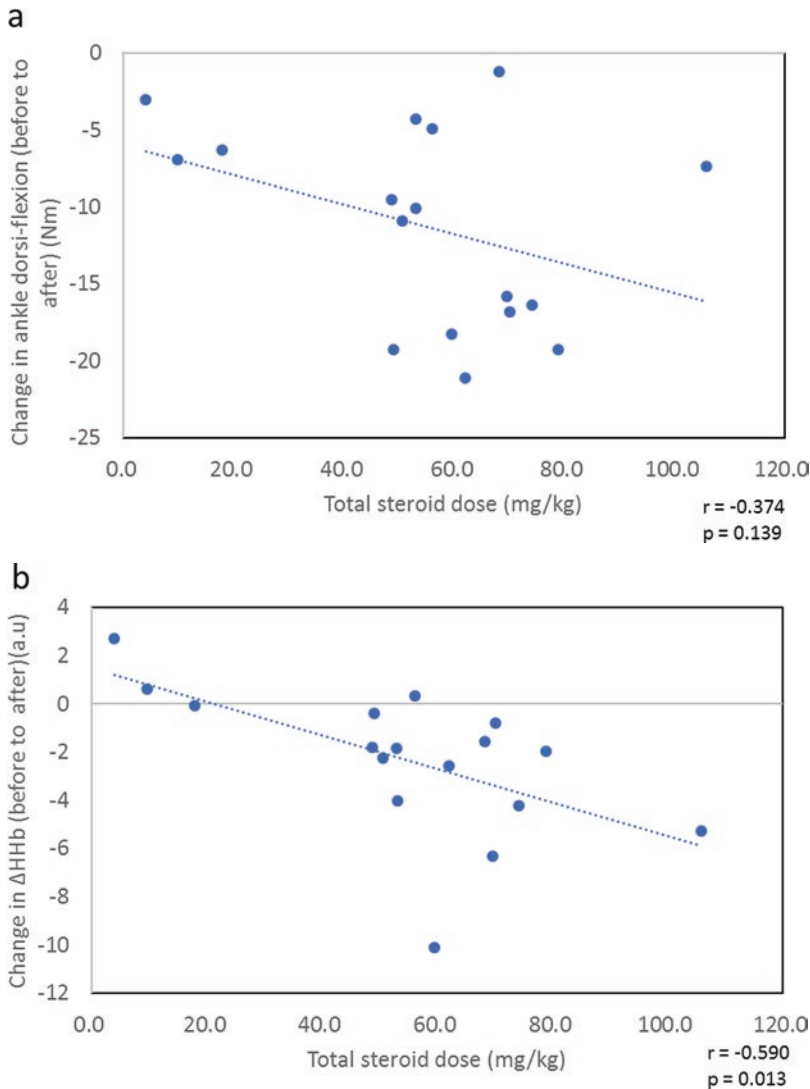 a
Change in ankle dorsi-flexion (before to
after) (Nm)
0
-5
-10
-15
-20
-25
0.0 20.0 40.0 60.0 80.0 100.0 120.0
Total steroid dose (mg/kg)
r = -0.374
p = 0.139
b
Change in ΔHHb (before to after)(a.u)
4
2
0
-2
-4
-6
-8
-10
-12
0.0 20.0 40.0 60.0 80.0 100.0 120.0
Total steroid dose (mg/kg)
r = -0.590
p = 0.013